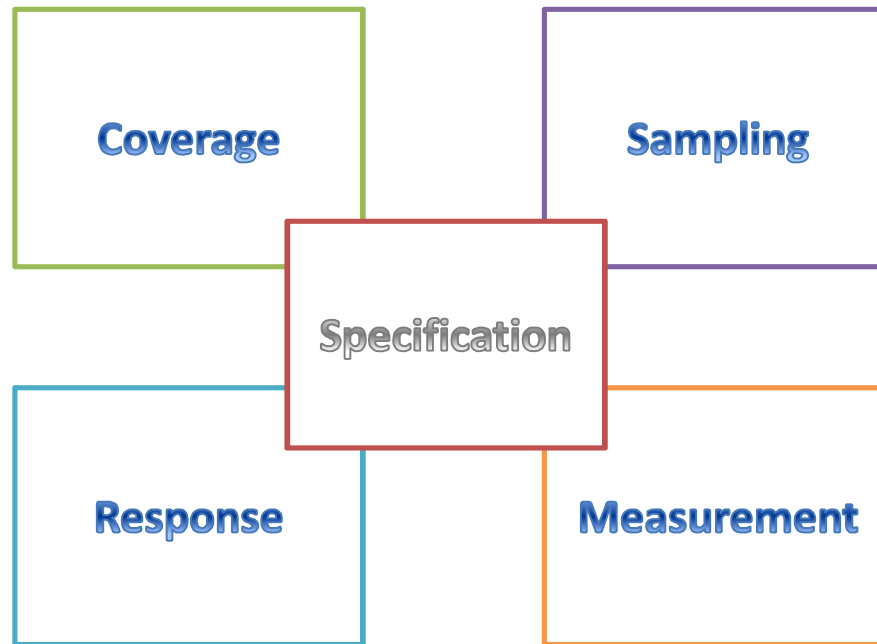 Coverage
Sampling
Specification
Response
Measurement